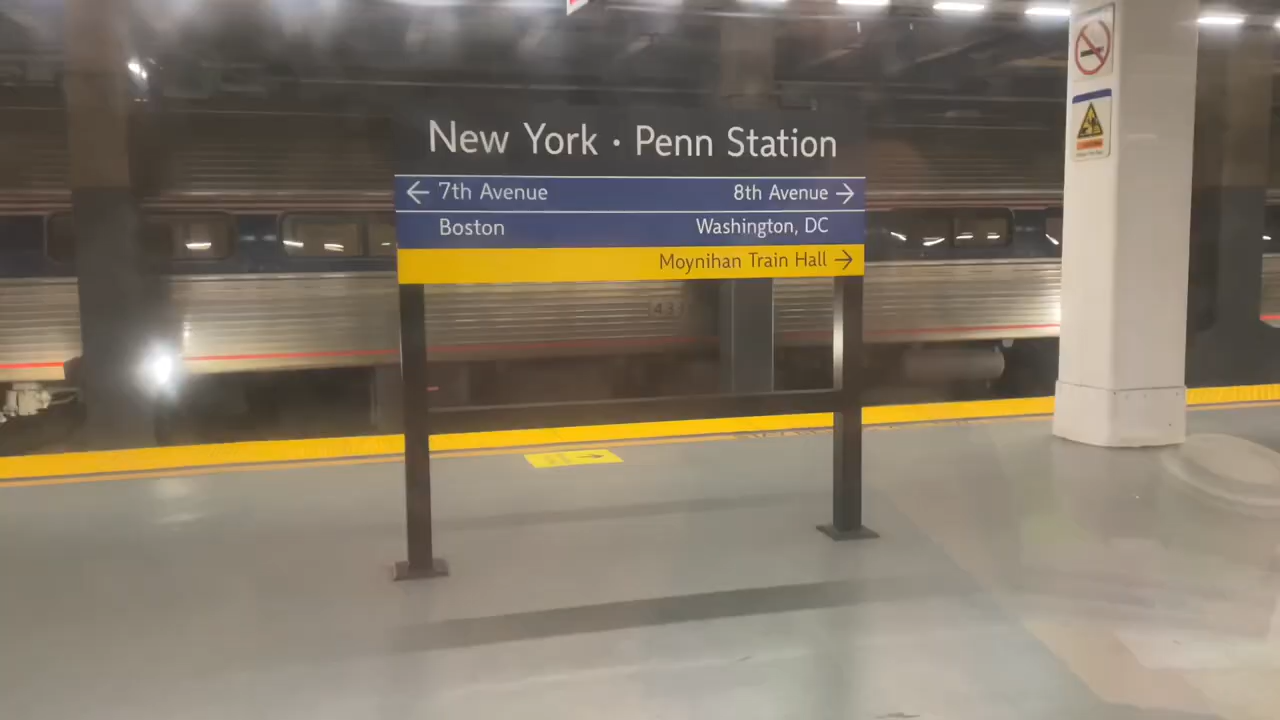 New York · Penn Station
← 7th Avenue 8th Avenue →
Boston Washington, DC
Moynihan Train Hall →